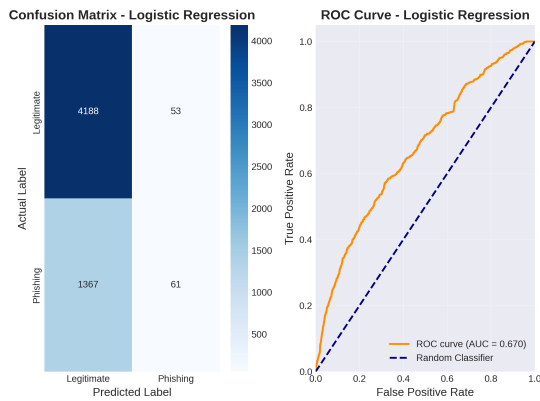 Confusion Matrix - Logistic Regression
Actual Label
Legitimate
Phishing
4188
53
1367
61
Legitimate
Phishing
Predicted Label
4000
3500
3000
2500
2000
1500
1000
500
ROC Curve - Logistic Regression
True Positive Rate
1.0
0.8
0.6
0.4
0.2
0.0
ROC curve (AUC = 0.670)
Random Classifier
0.0
0.2
0.4
0.6
0.8
1.0
False Positive Rate